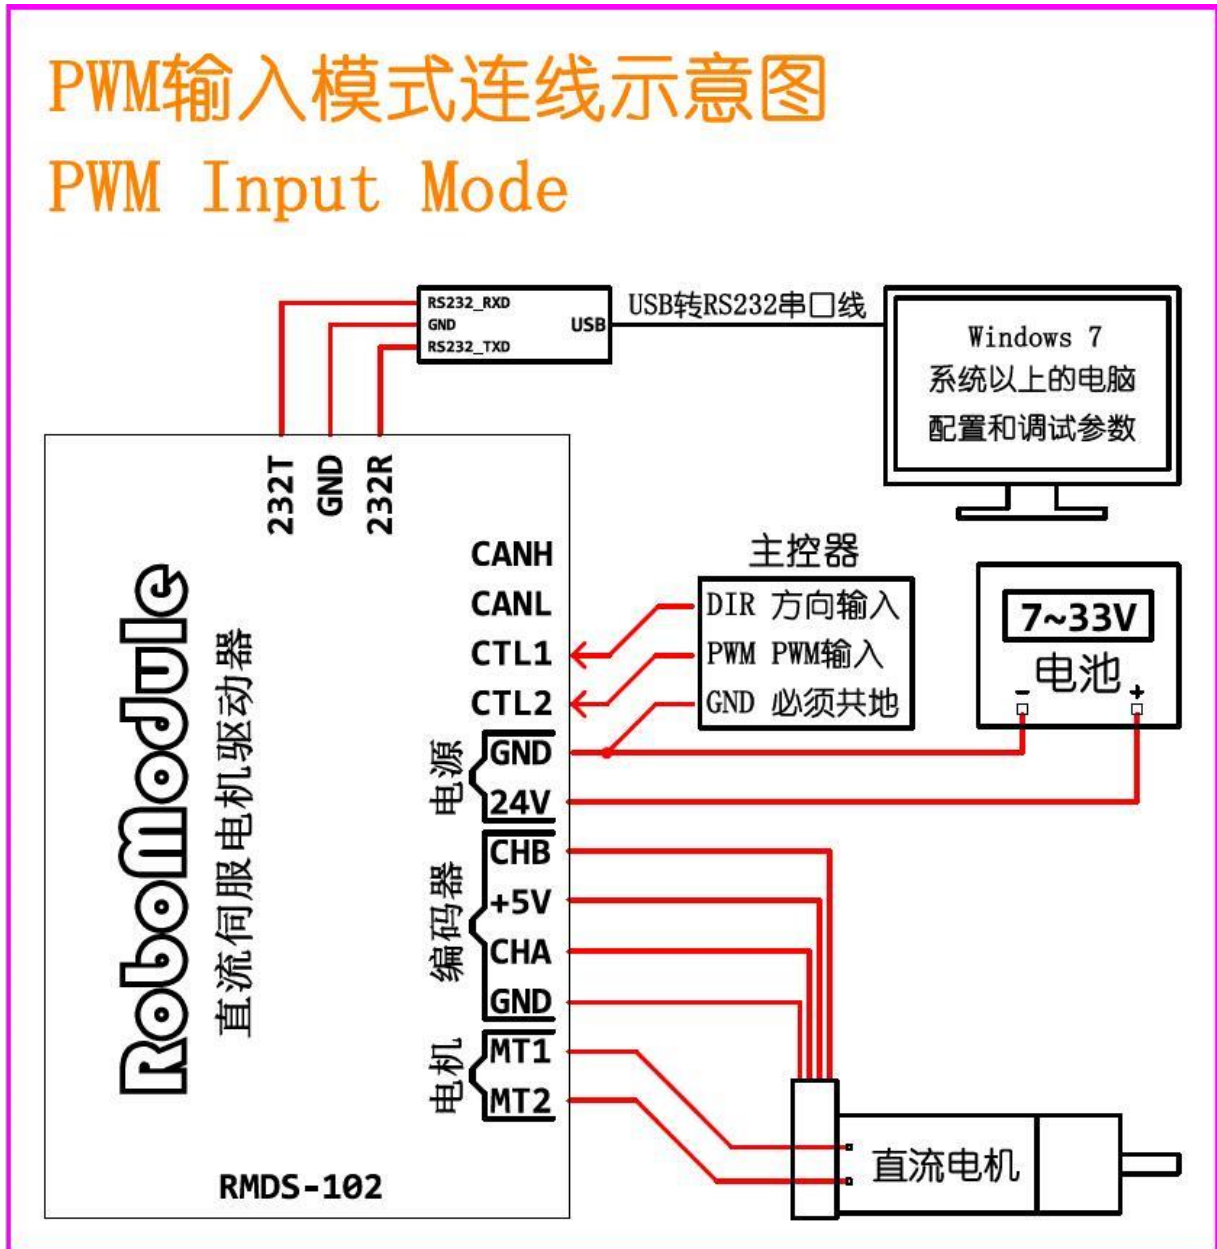 PWM输入模式连线示意图
PWM Input Mode
RS232_RXD
GND
RS232_TXD
USB
USB转RS232串口线
Windows 7
系统以上的电脑
配置和调试参数
232T
GND
232R
RoboModule
直流伺服电机驱动器
CANH
CANL
CTL1
CTL2
电源
GND
24V
编码器
CHB
+5V
CHA
GND
电机
MT1
MT2
RMDS-102
主控器
DIR 方向输入
PWM PWM输入
GND 必须共地
7~33V
电池
- +
直流电机